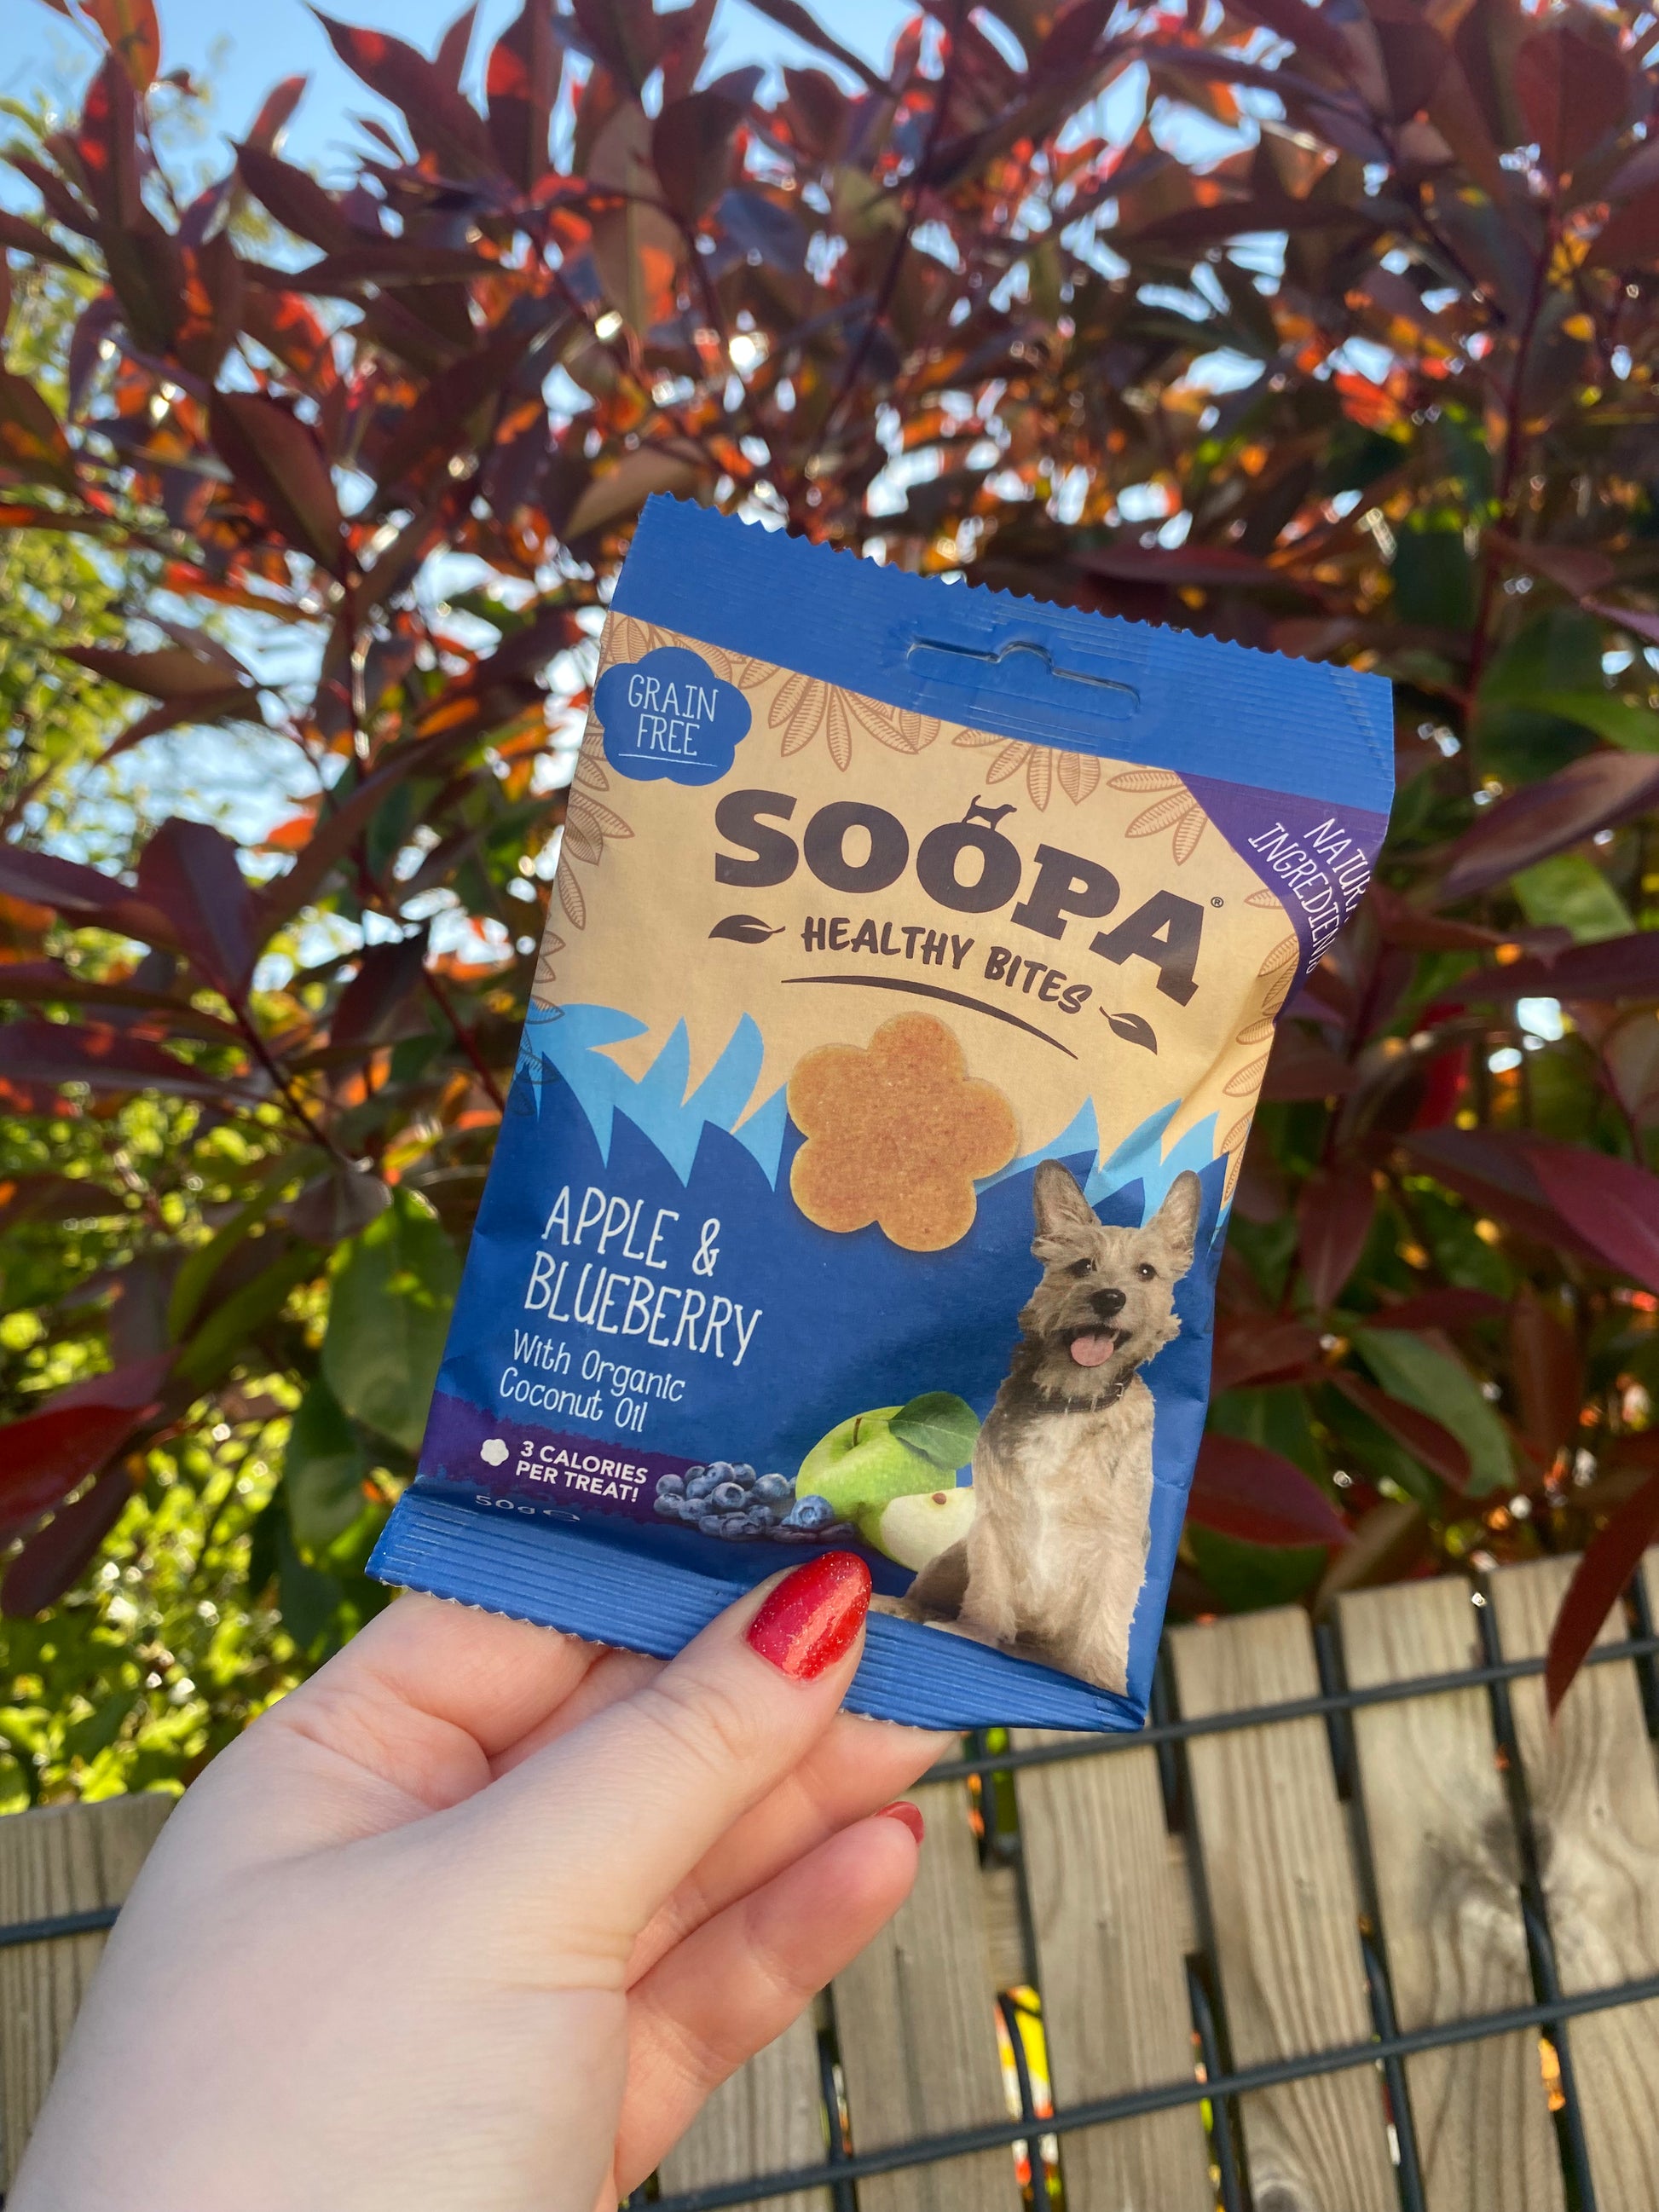 GRAIN
FREE
NATURAL
INGREDIENTS
SOOPA®
HEALTHY BITES
APPLE &
BLUEBERRY
With Organic
Coconut Oil
3 CALORIES
PER TREAT!
50g ℮